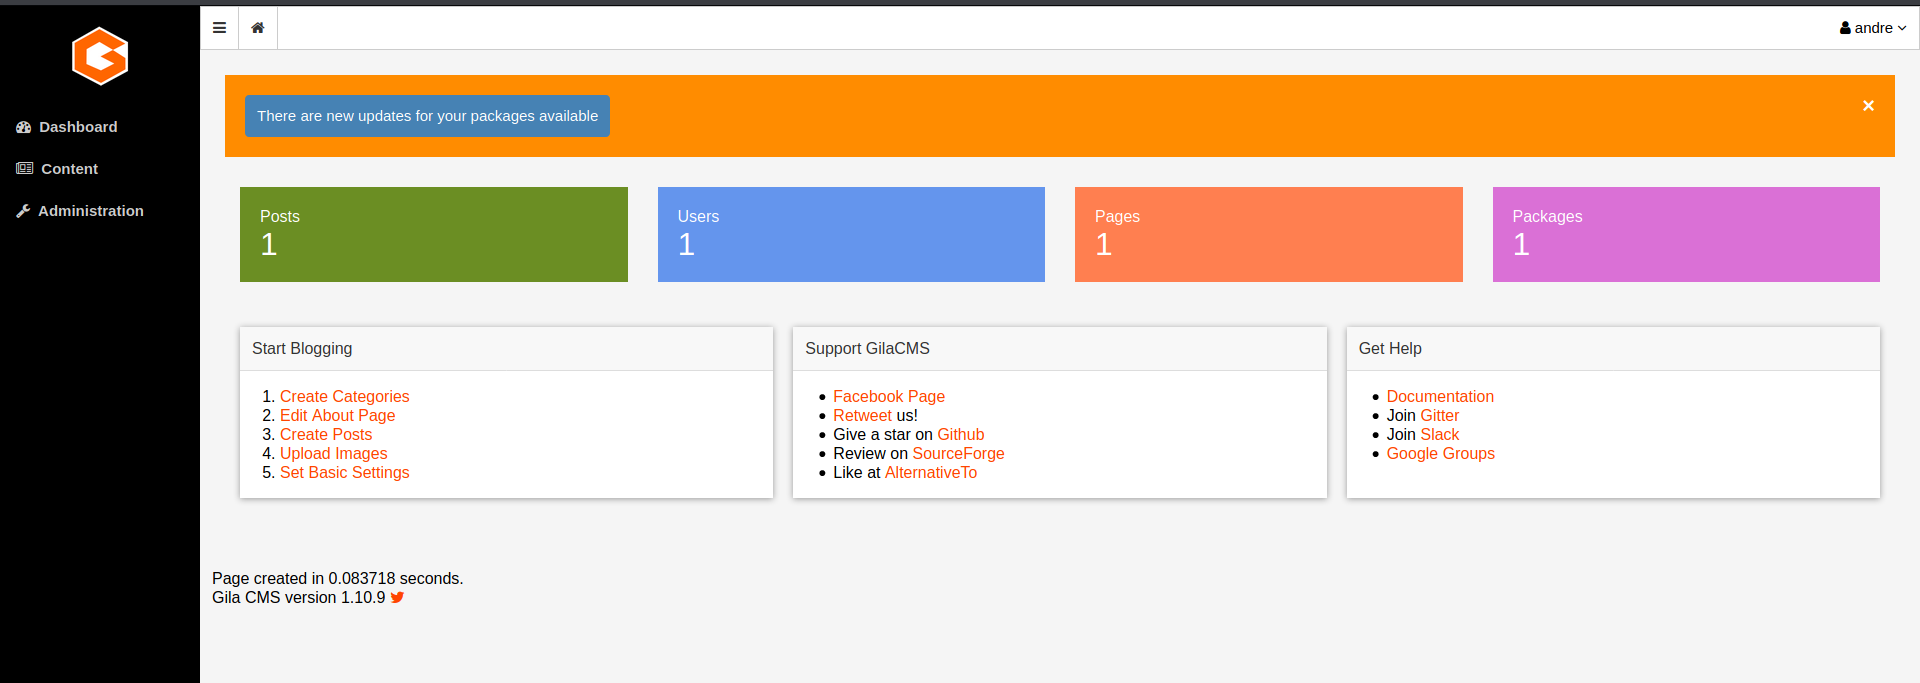 andre
Dashboard
Content
Administration
There are new updates for your packages available
×
Posts
1
Users
1
Pages
1
Packages
1
Start Blogging
1. Create Categories
2. Edit About Page
3. Create Posts
4. Upload Images
5. Set Basic Settings
Support GilaCMS
• Facebook Page
• Retweet us!
• Give a star on Github
• Review on SourceForge
• Like at AlternativeTo
Get Help
• Documentation
• Join Gitter
• Join Slack
• Google Groups
Page created in 0.083718 seconds.
Gila CMS version 1.10.9